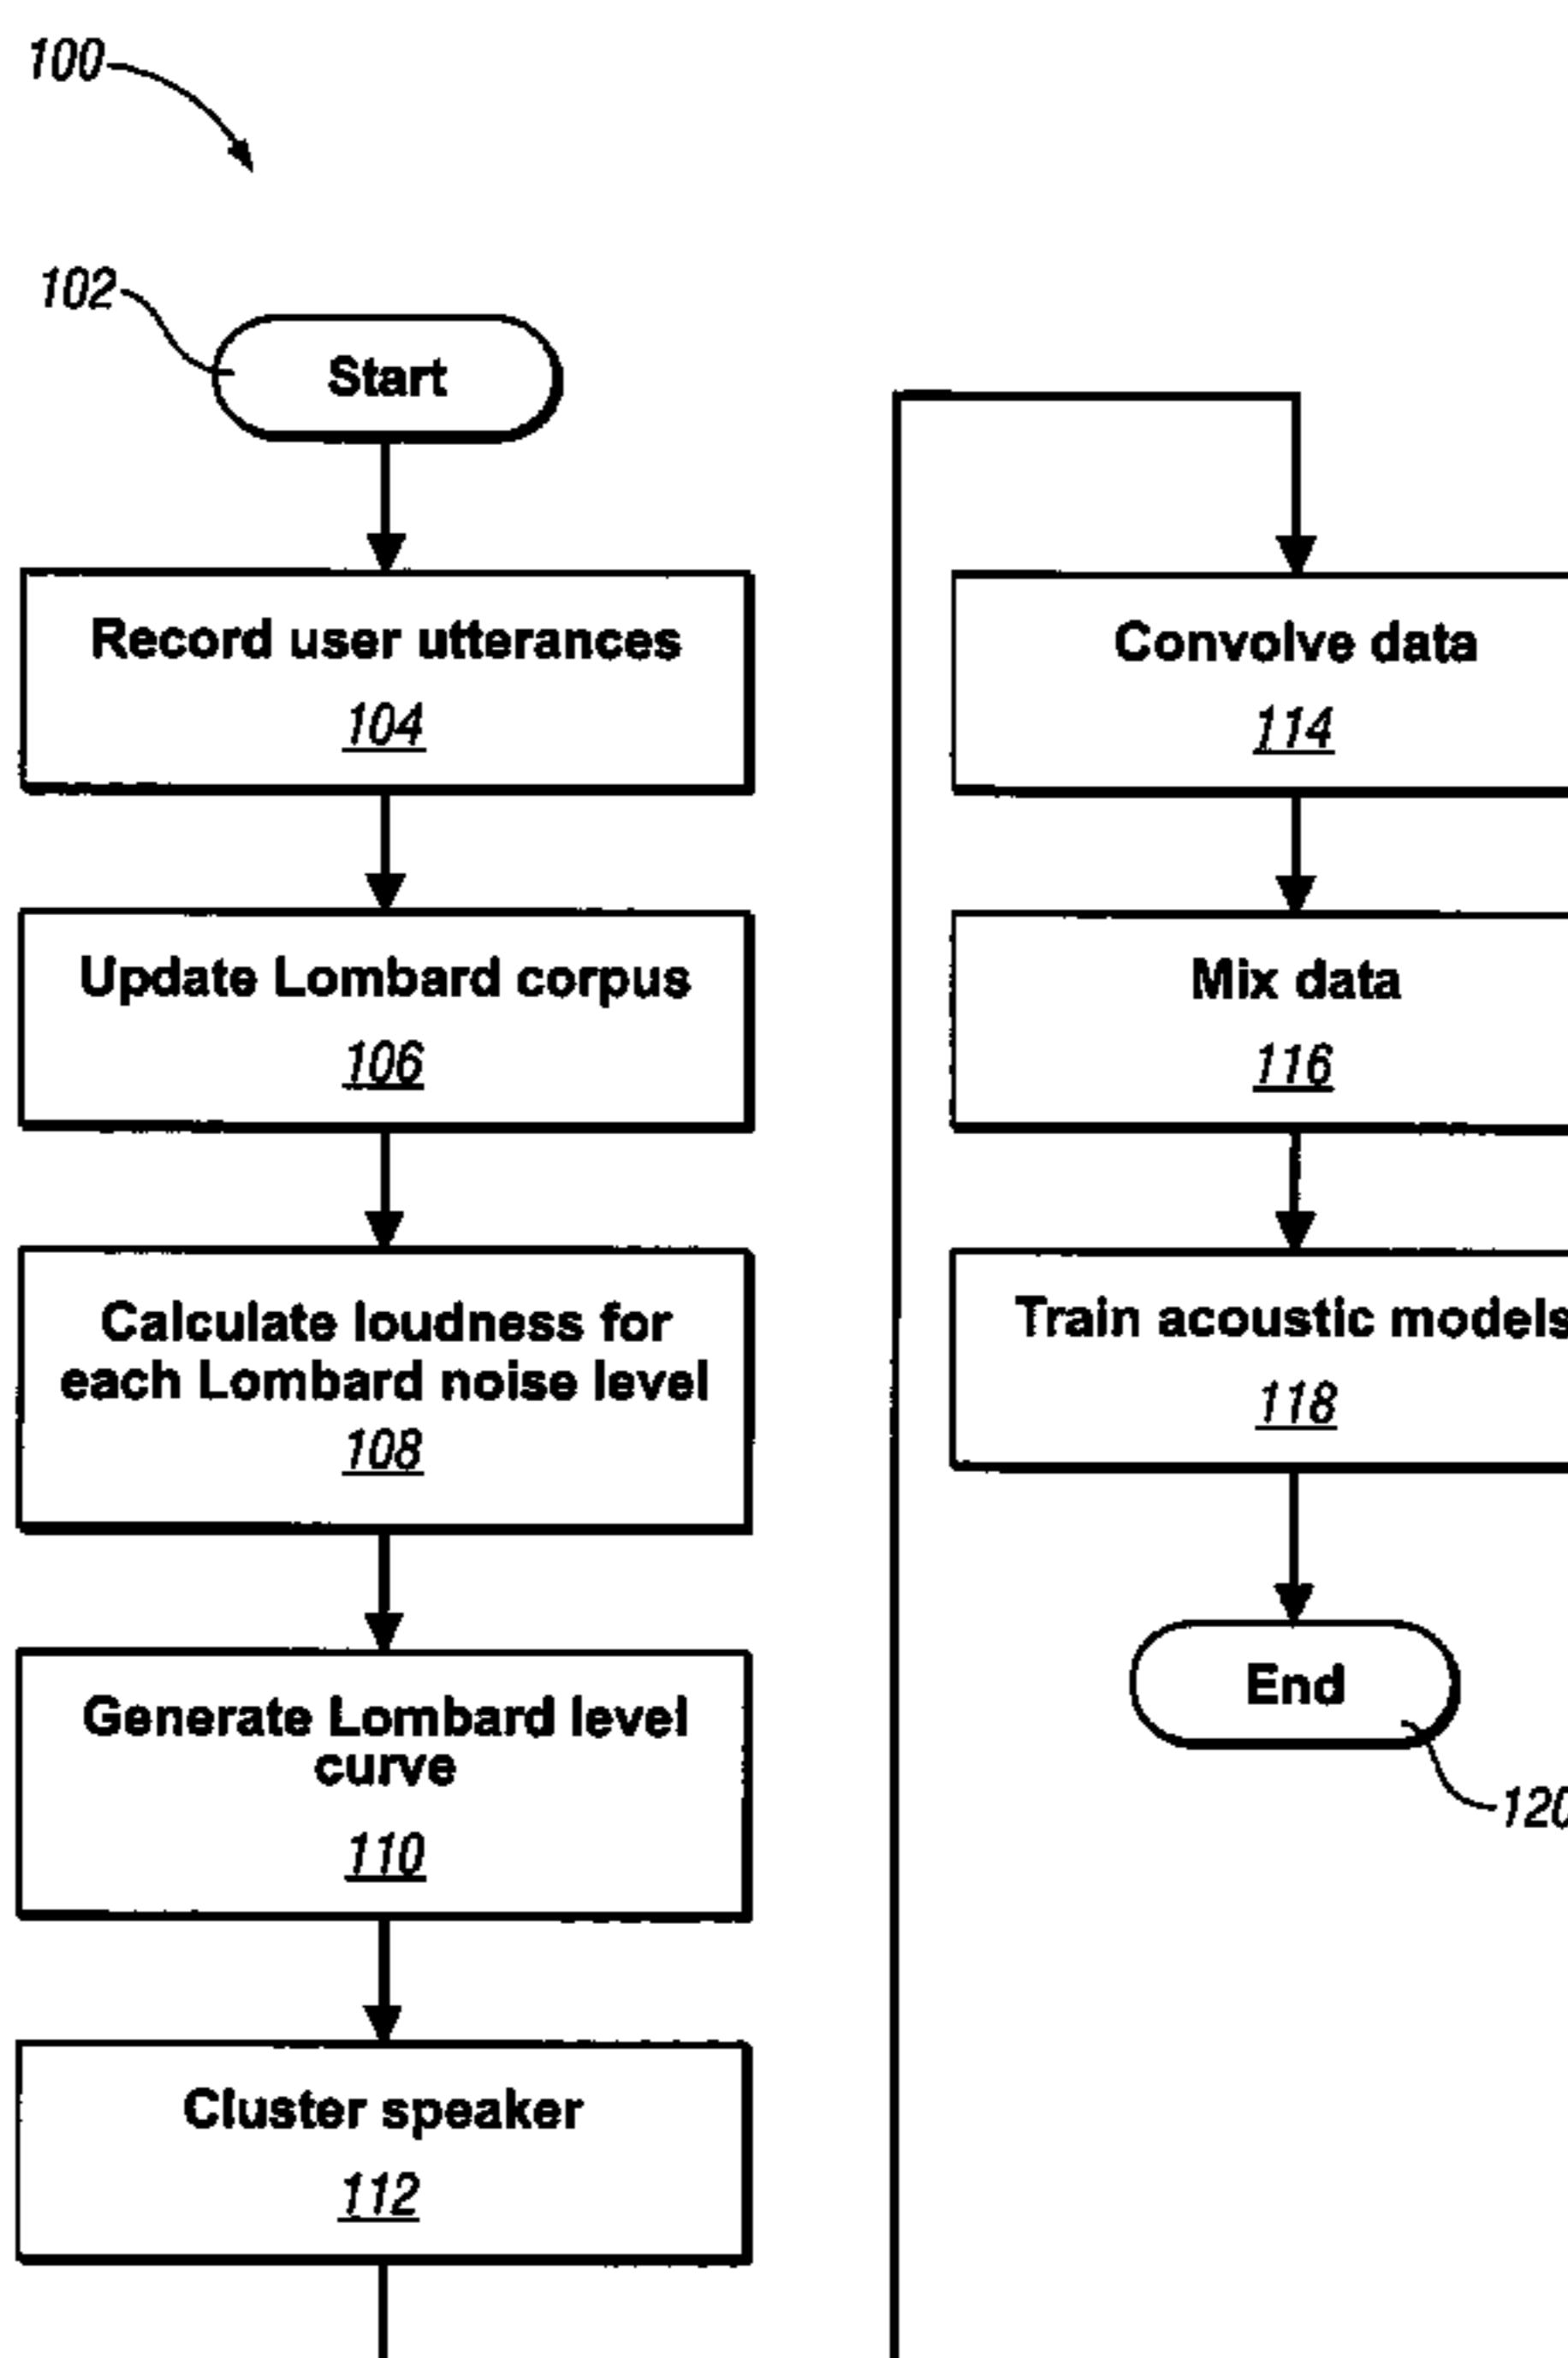 100
102
Start
Record user utterances
104
Update Lombard corpus
106
Calculate loudness for
each Lombard noise level
108
Generate Lombard level
curve
110
Cluster speaker
112
Convolve data
114
Mix data
116
Train acoustic models
118
End
120